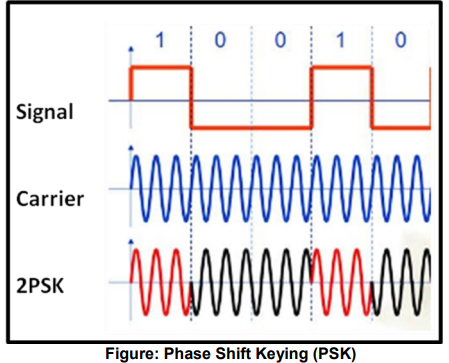 1 0 0 1 0
Signal
Carrier
2PSK
Figure: Phase Shift Keying (PSK)